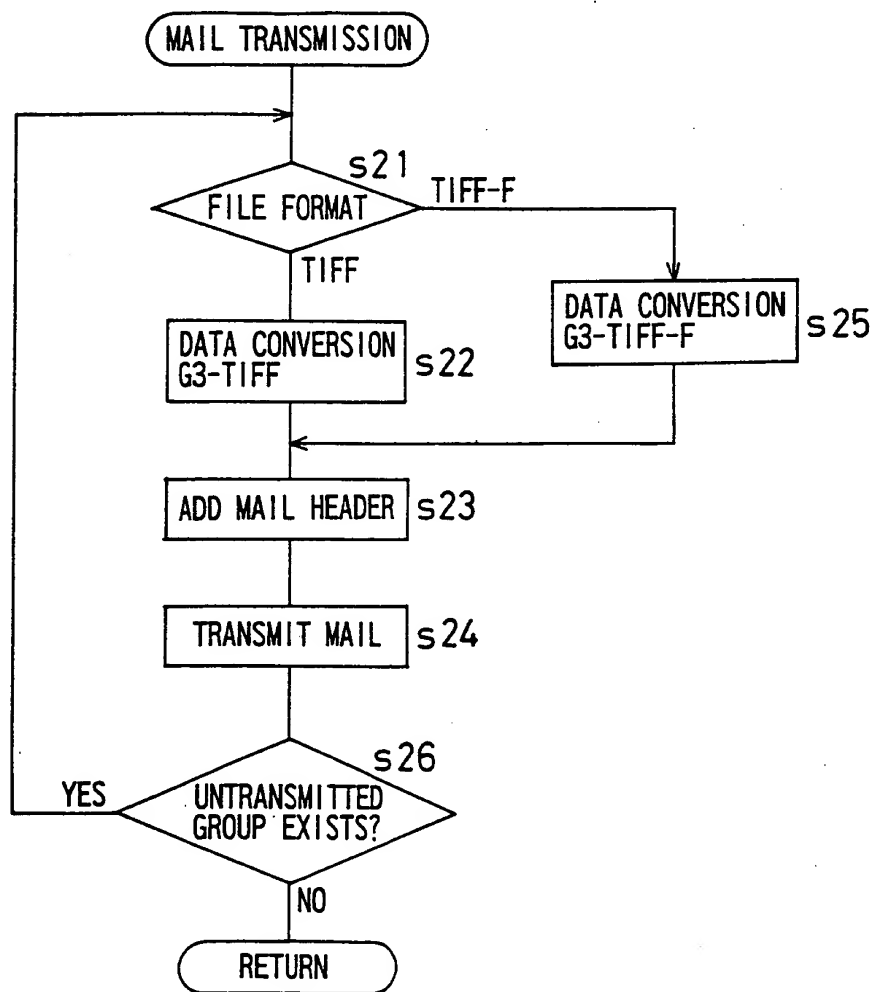 MAIL TRANSMISSION
s21
FILE FORMAT
TIFF-F
TIFF
DATA CONVERSION
G3-TIFF-F
s25
DATA CONVERSION
G3-TIFF
s22
ADD MAIL HEADER
s23
TRANSMIT MAIL
s24
s26
YES
UNTRANSMITTED
GROUP EXISTS?
NO
RETURN